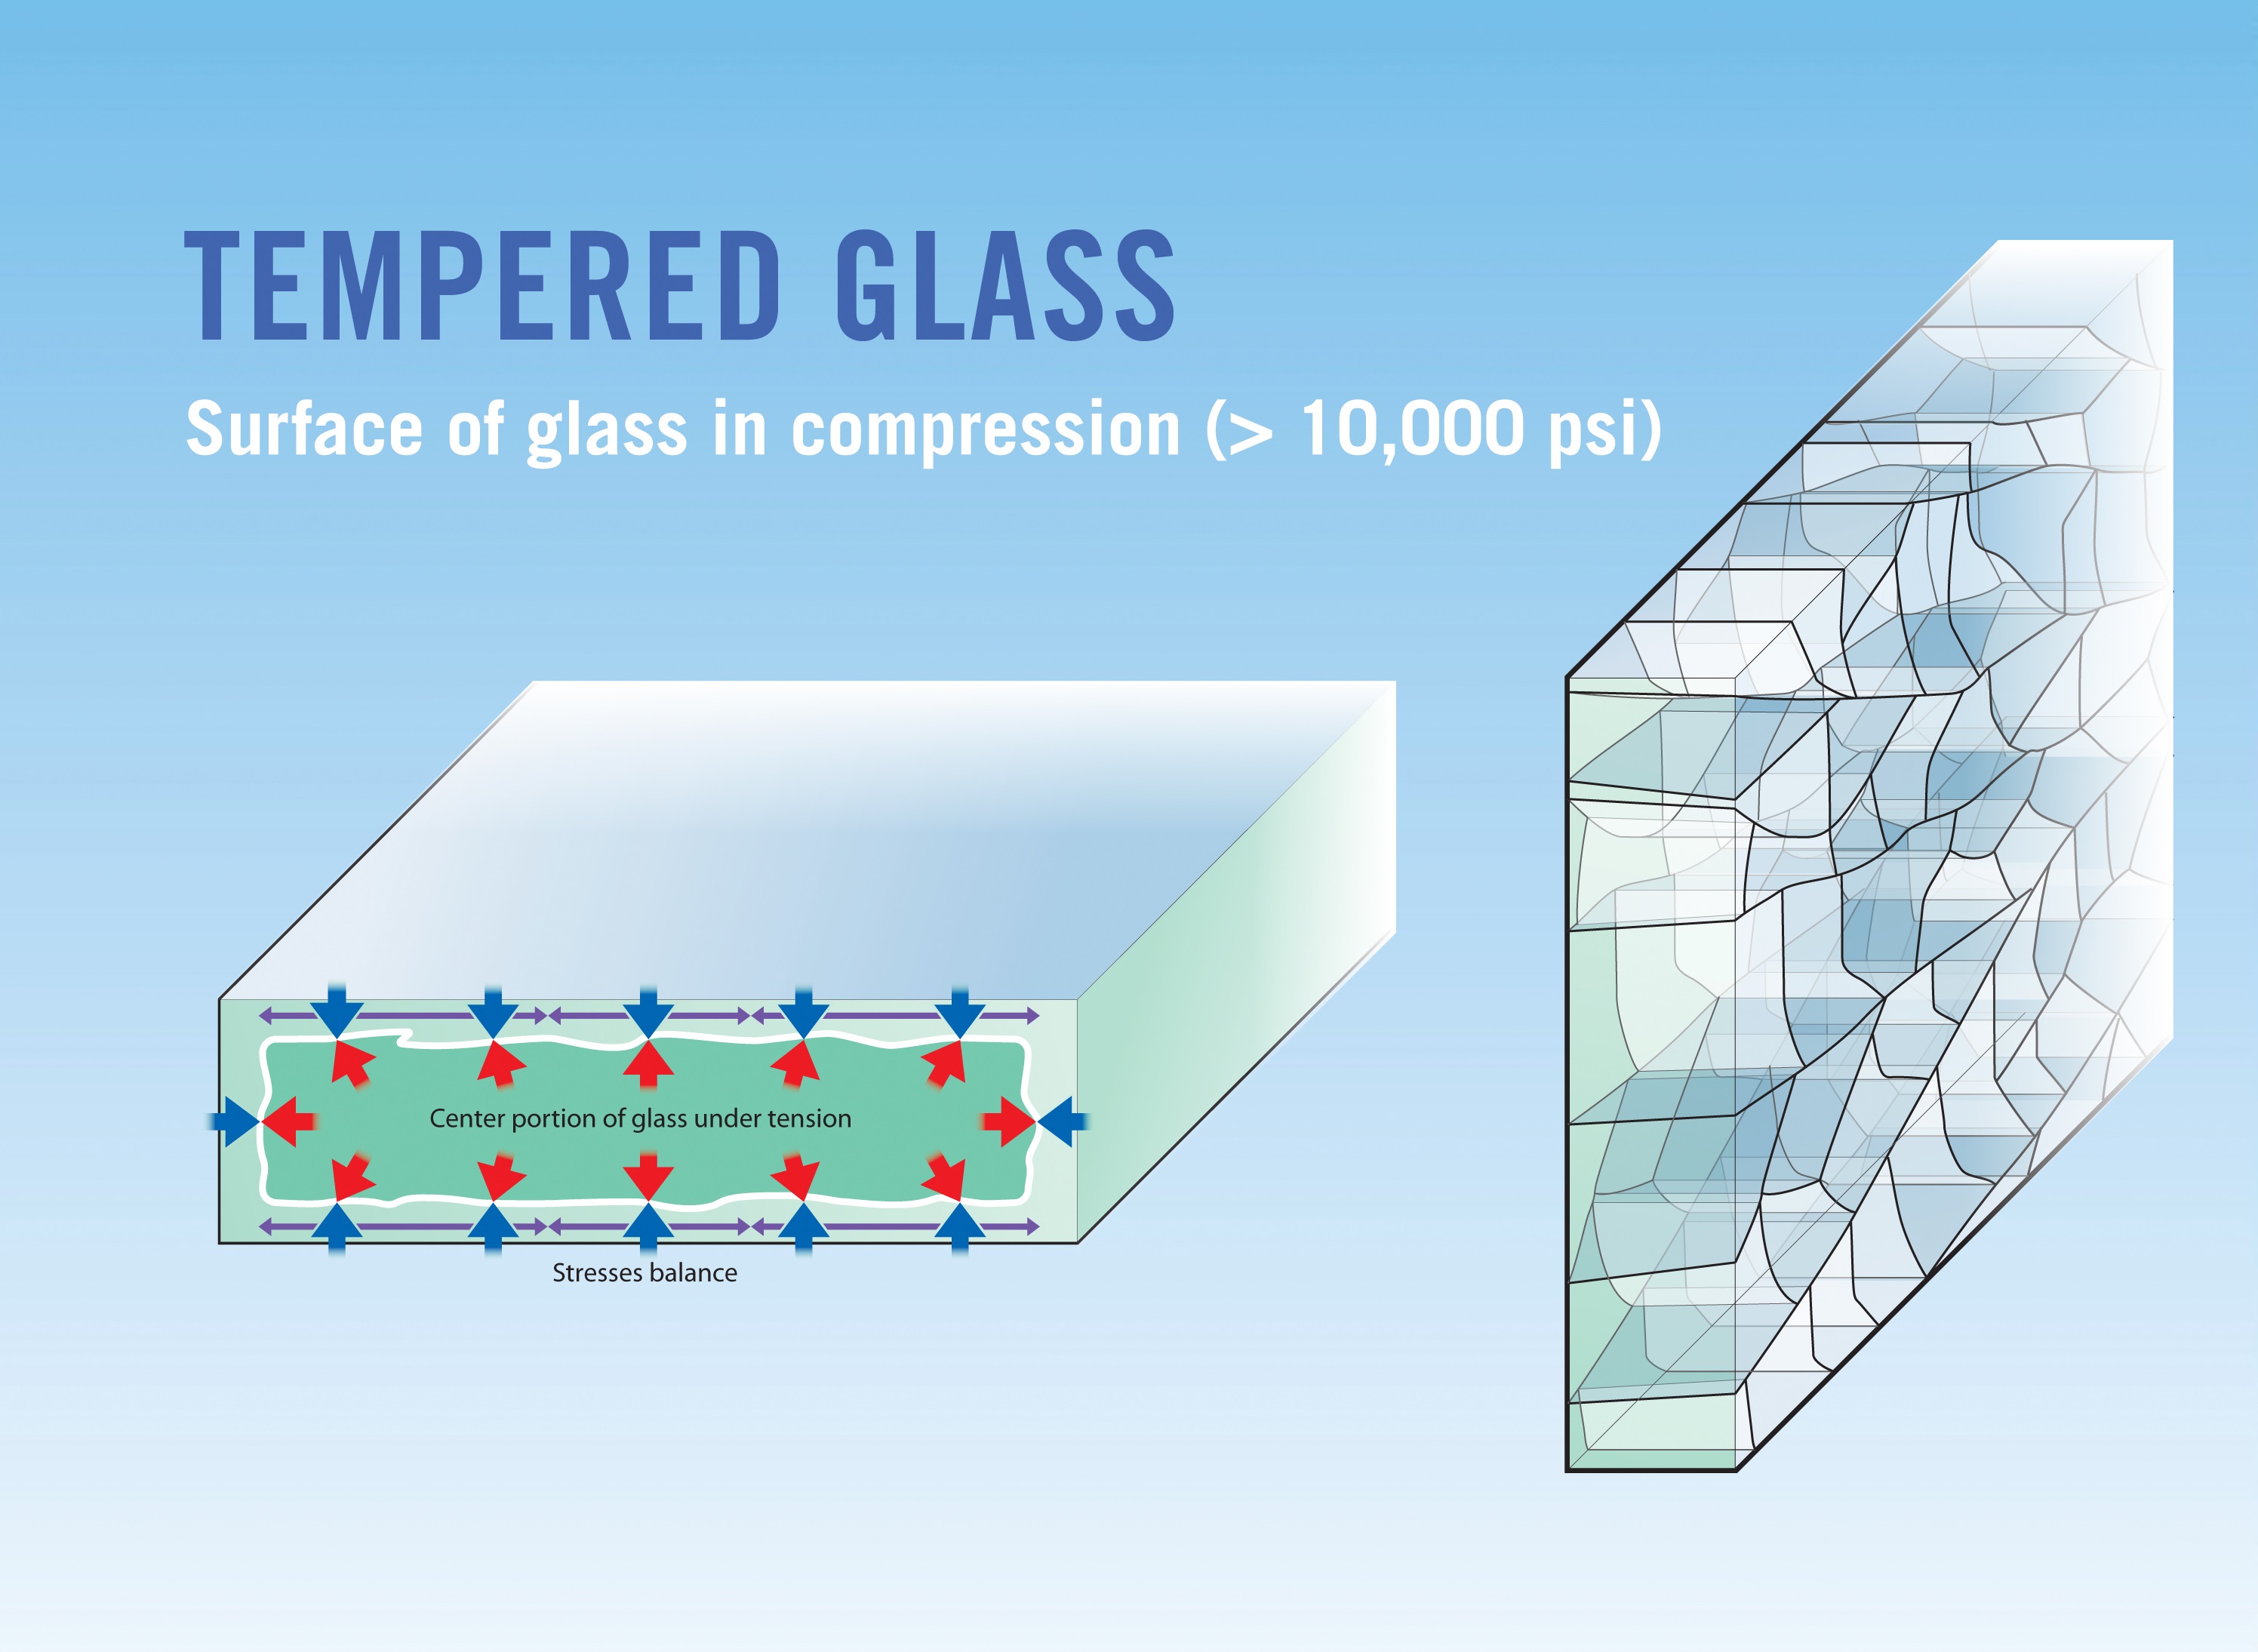 TEMPERED GLASS
Surface of glass in compression (> 10,000 psi)
Center portion of glass under tension
Stresses balance